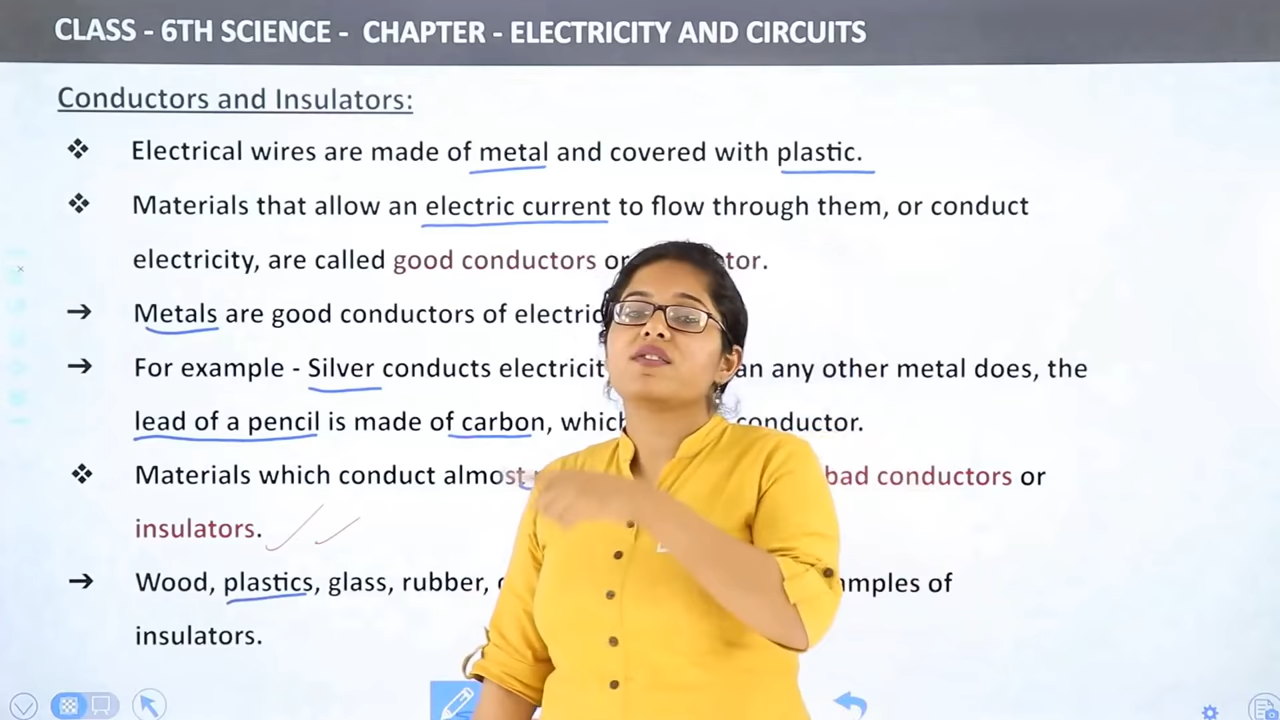 CLASS - 6TH SCIENCE - CHAPTER - ELECTRICITY AND CIRCUITS
Conductors and Insulators:
Electrical wires are made of metal and covered with plastic.
Materials that allow an electric current to flow through them, or conduct
electricity, are called good conductors or tor.
Metals are good conductors of electric
For example - Silver conducts electricit an any other metal does, the
lead of a pencil is made of carbon, which conductor.
Materials which conduct almost bad conductors or
insulators.
Wood, plastics, glass, rubber, amples of
insulators.